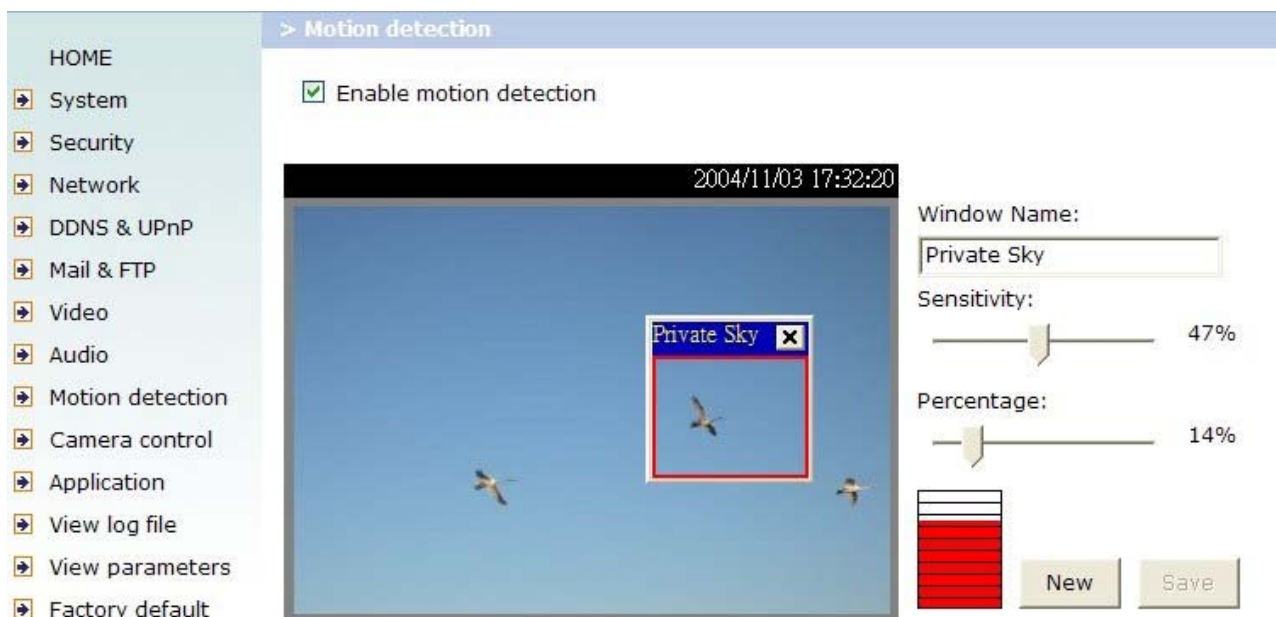 > Motion detection
HOME
System
Security
Network
DDNS & UPnP
Mail & FTP
Video
Audio
Motion detection
Camera control
Application
View log file
View parameters
Factory default
Enable motion detection
2004/11/03 17:32:20
Private Sky
Window Name:
Private Sky
Sensitivity:
47%
Percentage:
14%
New
Save